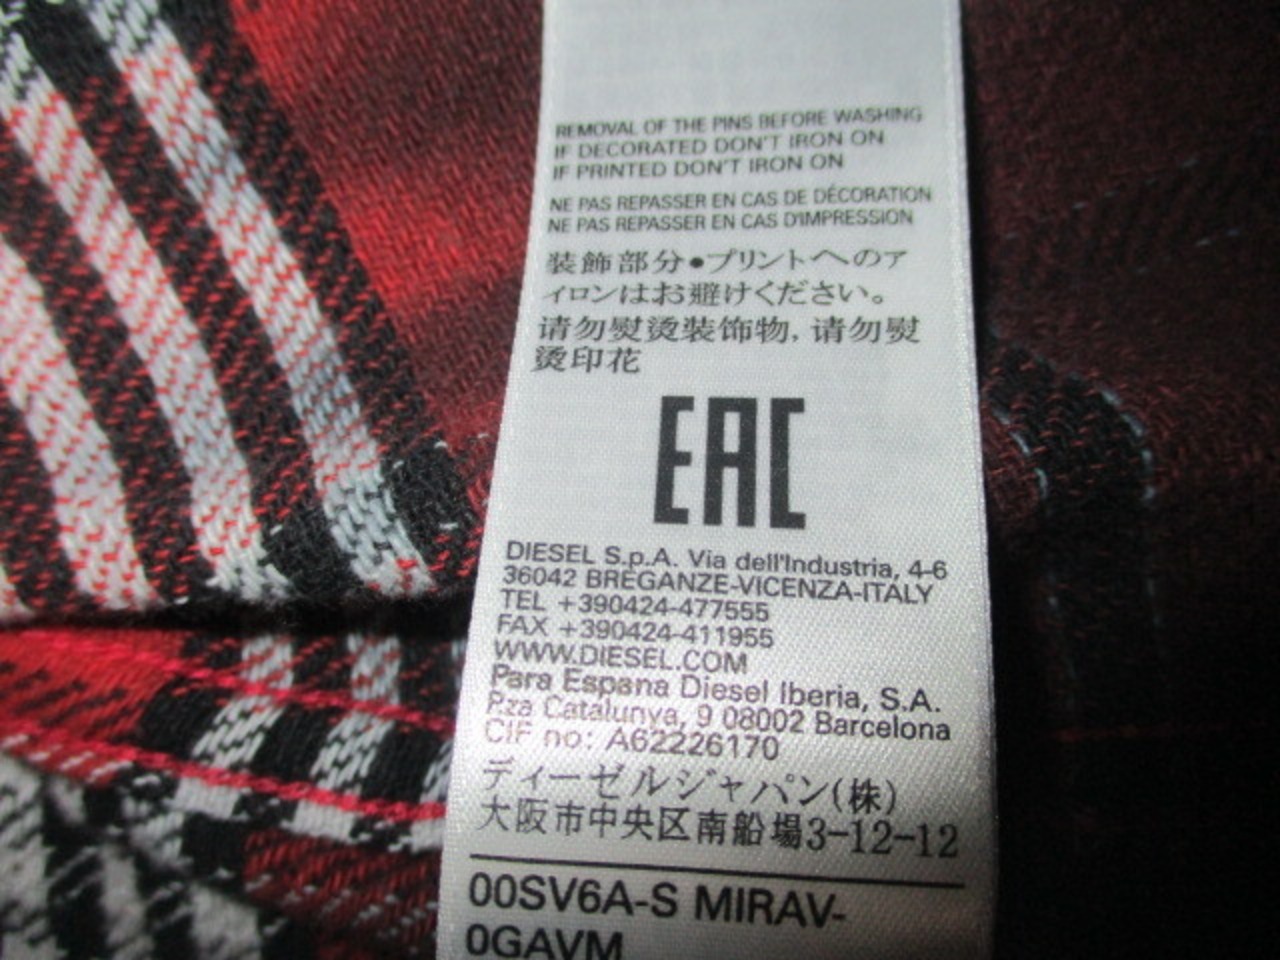 REMOVAL OF THE PINS BEFORE WASHING
IF DECORATED DON'T IRON ON
IF PRINTED DON'T IRON ON
NE PAS REPASSER EN CAS DE DÉCORATION
NE PAS REPASSER EN CAS D'IMPRESSION
装飾部分●プリントへのア
イロンはお避けください。
请勿熨烫装饰物, 请勿熨
烫印花
EAC
DIESEL S.p.A. Via dell'Industria, 4-6
36042 BREGANZE-VICENZA-ITALY
TEL +390424-477555
FAX +390424-411955
WWW.DIESEL.COM
Para Espana Diesel Iberia, S.A.
P.za Catalunya, 9 08002 Barcelona
CIF no: A62226170
ディーゼルジャパン(株)
大阪市中央区南船場3-12-12
00SV6A-S MIRAV-
0GAVM